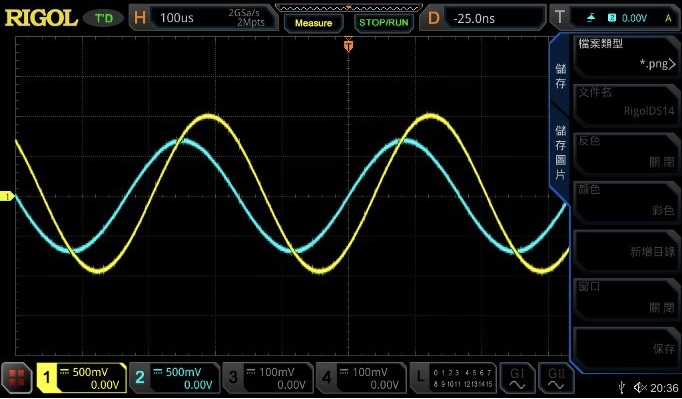 RIGOL T'D H 100us 2GSa/s 2Mpts Measure STOP/RUN D -25.0ns T 2 0.00V A
T
檔案類型
*.png
儲存
文件名
RigolDS14
反色
關閉
儲存圖片
顏色
彩色
1
新增目錄
窗口
關閉
保存
1 500mV 0.00V
2 500mV 0.00V
3 100mV 0.00V
4 100mV 0.00V
L 0 1 2 3 4 5 6 7
8 9 10 11 12 13 14 15
GI
GII
20:36